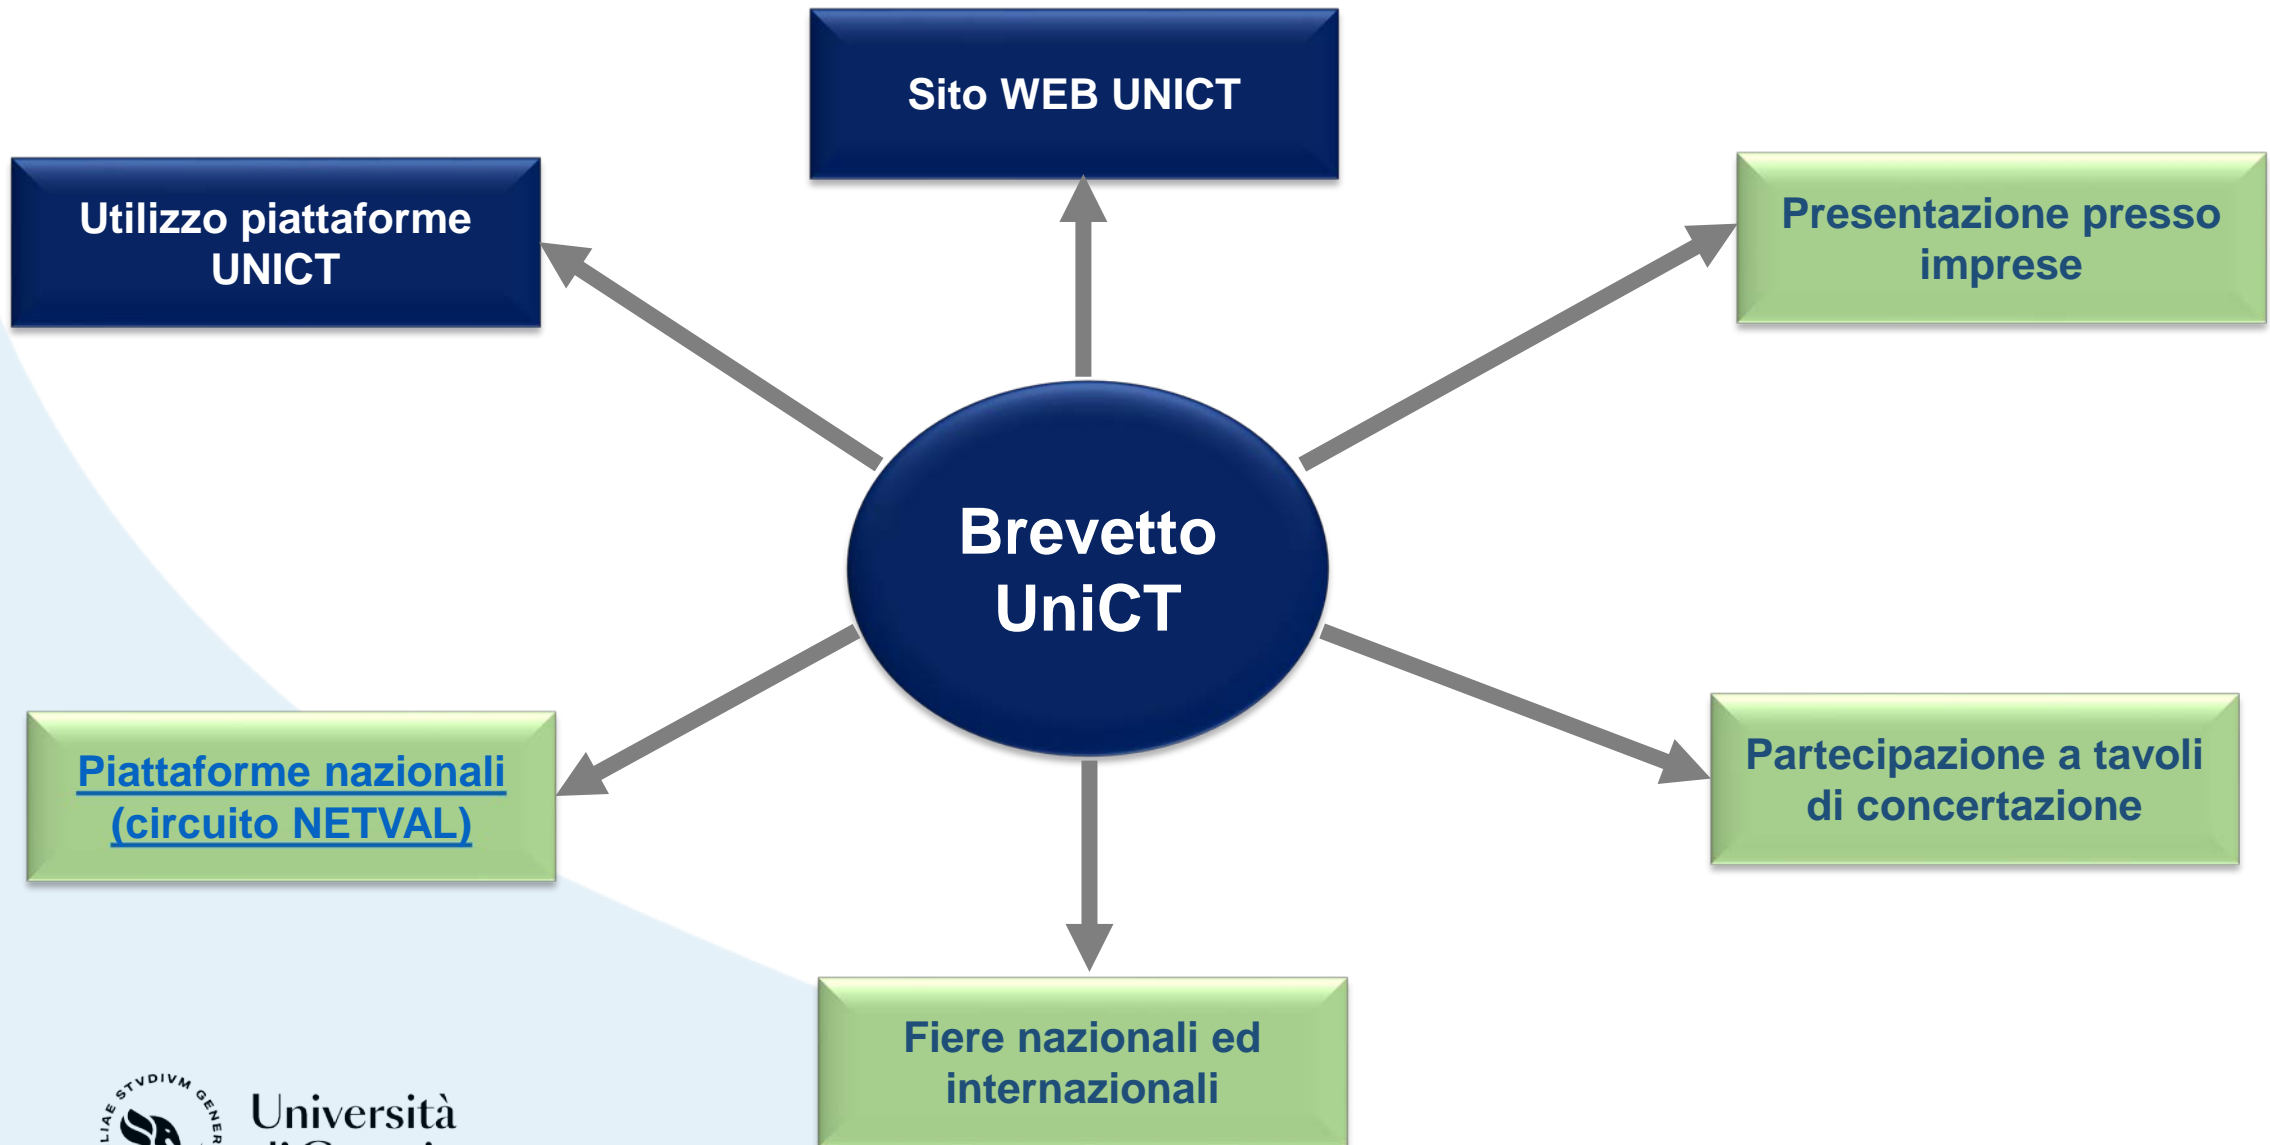 Sito WEB UNICT
Utilizzo piattaforme
UNICT
Presentazione presso
imprese
Brevetto
UniCT
Piattaforme nazionali
(circuito NETVAL)
Partecipazione a tavoli
di concertazione
Fiere nazionali ed
internazionali
STVDIVM
Università